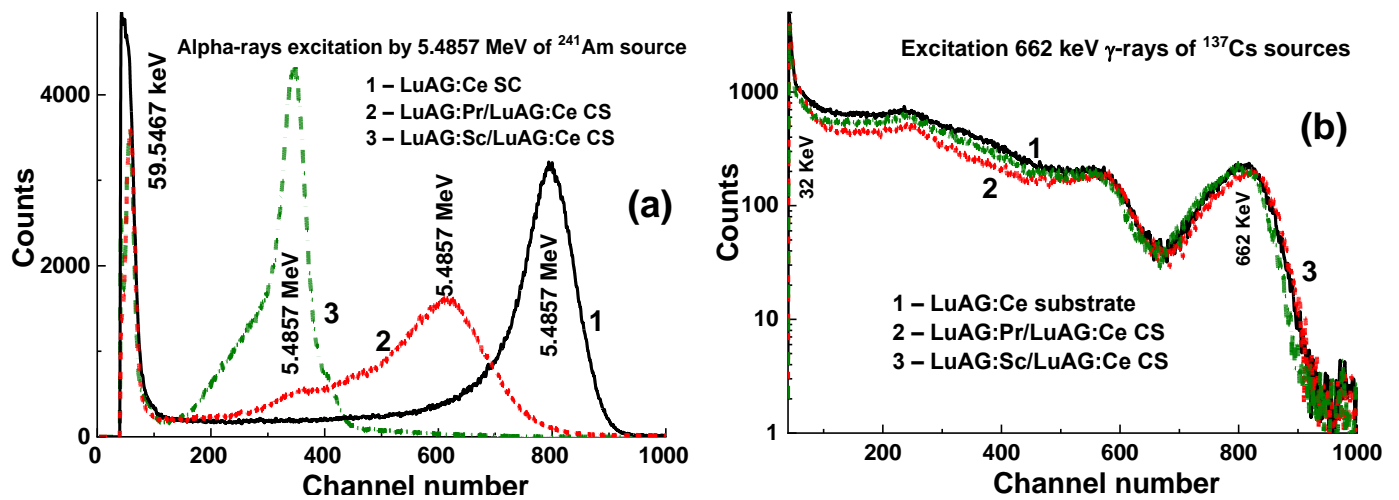 Alpha-rays excitation by 5.4857 MeV of ²⁴¹Am source
1 – LuAG:Ce SC
2 – LuAG:Pr/LuAG:Ce CS
3 – LuAG:Sc/LuAG:Ce CS
(a)
59.5467 keV
5.4857 MeV
5.4857 MeV
5.4857 MeV
3
2
1
Counts
4000
2000
0
0 200 400 600 800 1000
Channel number
Excitation 662 keV γ-rays of ¹³⁷Cs sources
(b)
1
2
3
32 KeV
662 KeV
1 – LuAG:Ce substrate
2 – LuAG:Pr/LuAG:Ce CS
3 – LuAG:Sc/LuAG:Ce CS
Counts
1000
100
10
1
200 400 600 800 1000
Channel number